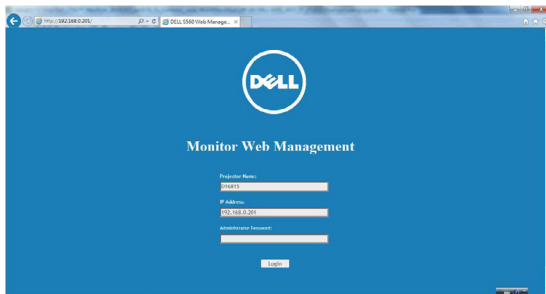 http://192.168.0.201/
DELL S560 Web Manage...
DELL
Monitor Web Management
Projector Name:
IP Address:
192.168.0.201
Administrator Password:
Login